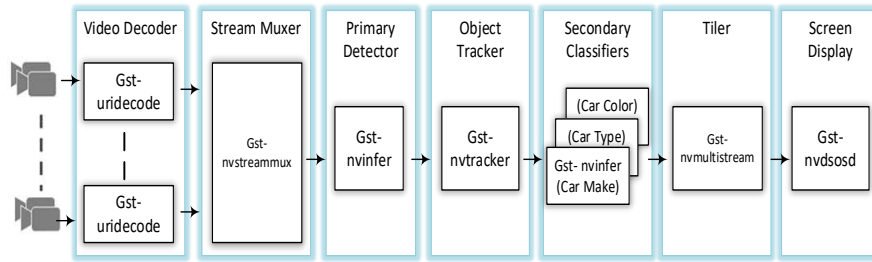 Video Decoder
Gst-
uridecode
Gst-
uridecode
Stream Muxer
Gst-
nvstreammux
Primary
Detector
Gst-
nvinfer
Object
Tracker
Gst-
nvtracker
Secondary
Classifiers
(Car Color)
(Car Type)
Gst- nvinfer
(Car Make)
Tiler
Gst-
nvmultistream
Screen
Display
Gst-
nvdsosd